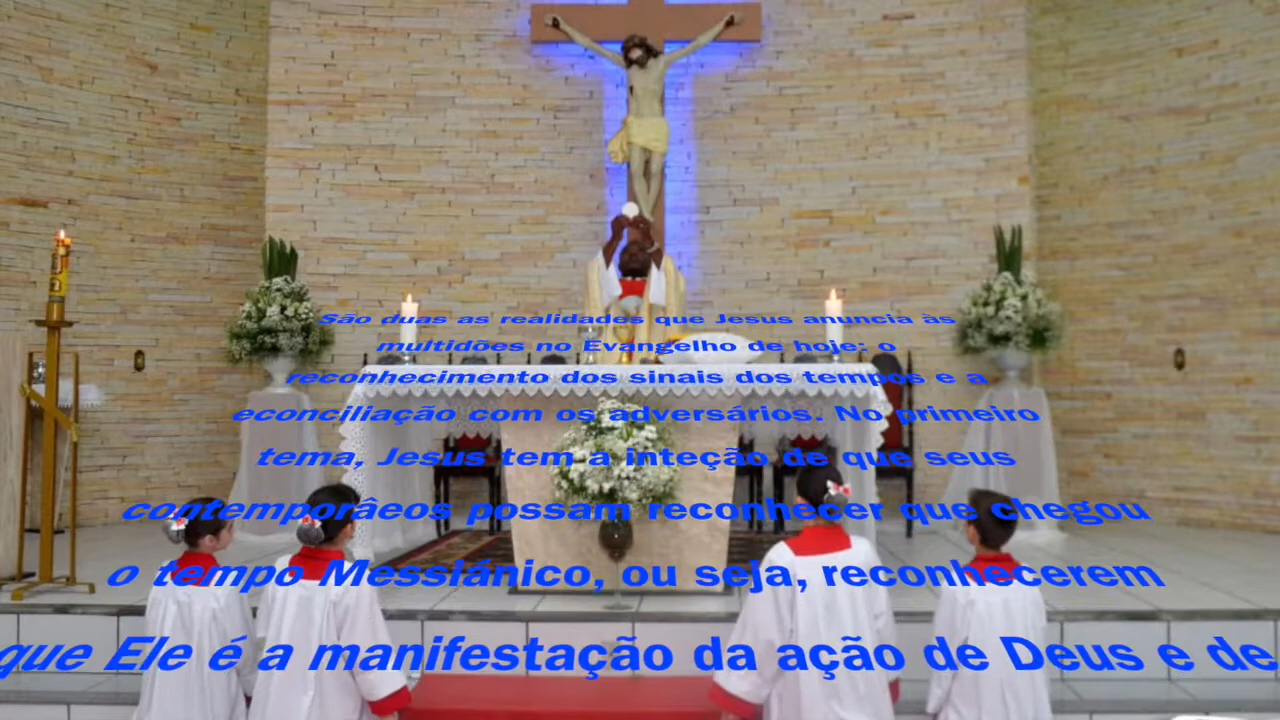 São duas as realidades que Jesus anuncia às
multidões no Evangelho de hoje: o
reconhecimento dos sinais dos tempos e a
econciliação com os adversários. No primeiro
tema, Jesus tem a inteção de que seus
contemporâeos possam reconhecer que chegou
o tempo Messiánico, ou seja, reconhecerem
que Ele é a manifestação da ação de Deus e de